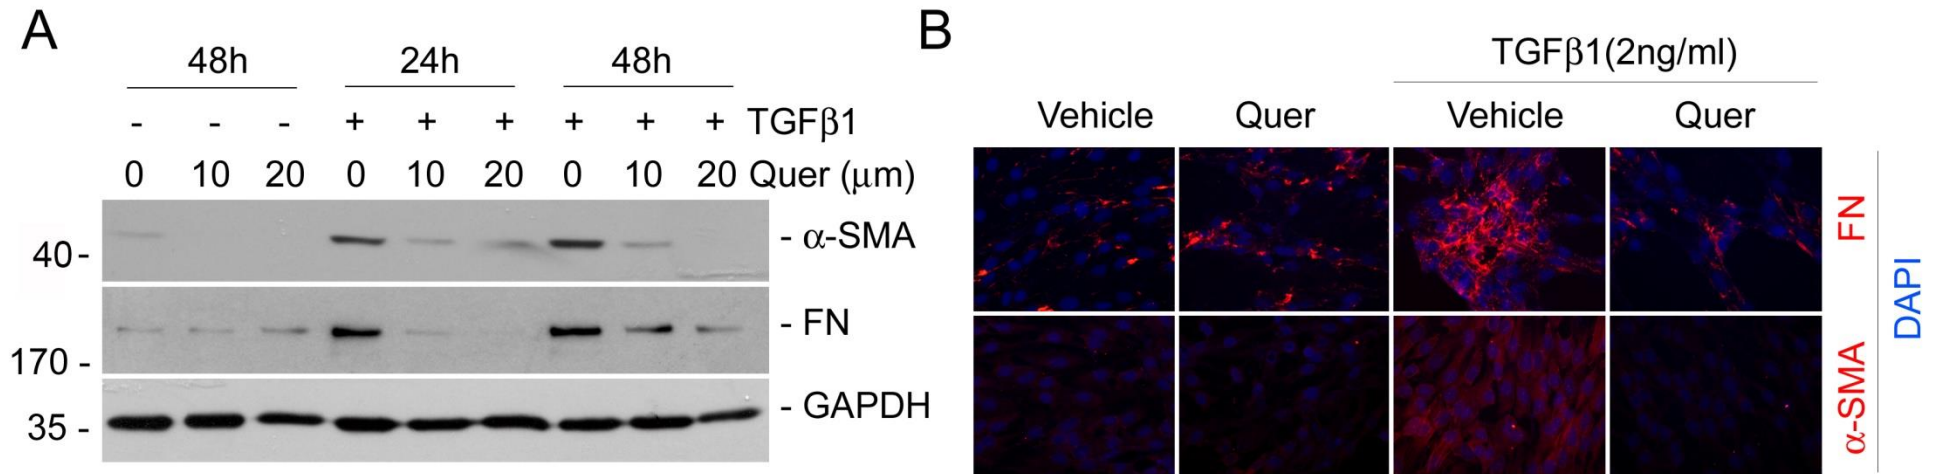 A
48h 24h 48h
- - - + + + + + + TGFβ1
0 10 20 0 10 20 0 10 20 Quer (μm)
40 - - α-SMA
- FN
170 -
- GAPDH
35 -
B
TGFβ1(2ng/ml)
Vehicle Quer Vehicle Quer
FN
α-SMA
DAPI